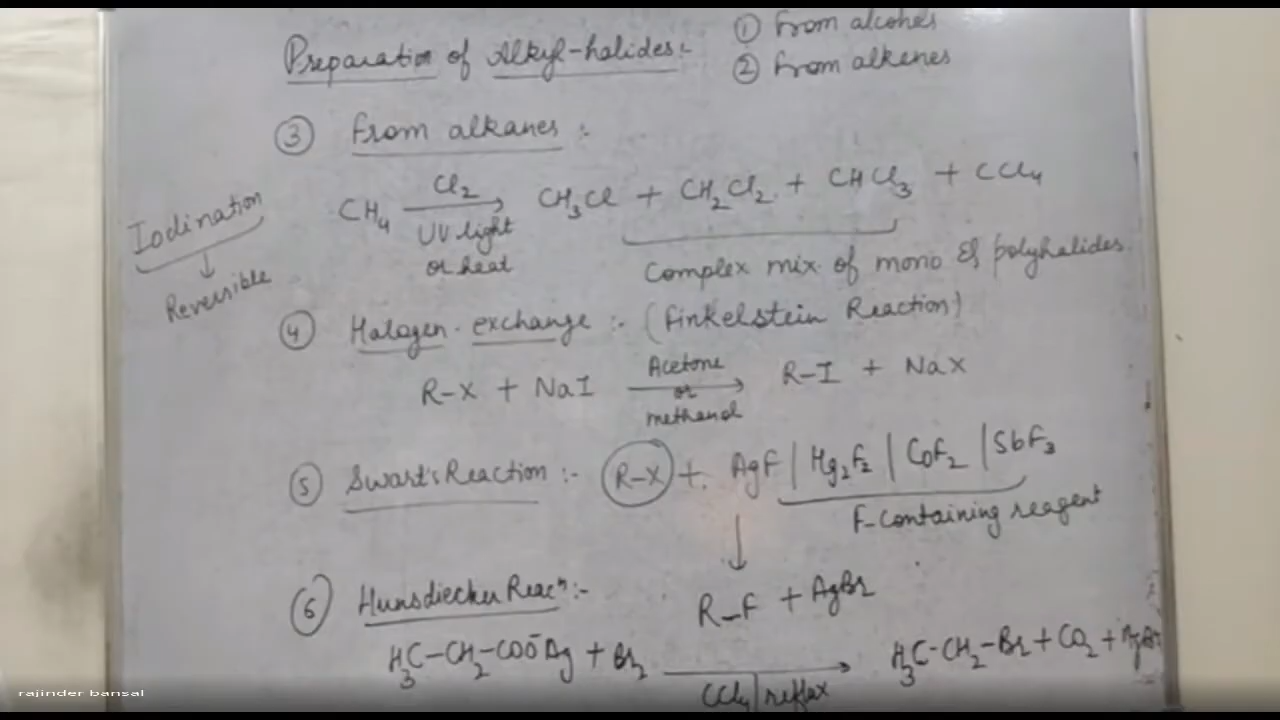 Preparation of Alkyl-halides:-
① From alcohols
② From alkenes
③ From alkanes :-
CH₄ —Cl₂ / UV light or heat→ CH₃Cl + CH₂Cl₂ + CHCl₃ + CCl₄
Complex mix. of mono & polyhalides
Iodination
↓
Reversible
④ Halogen exchange :- (Finkelstein Reaction)
R-X + NaI —Acetone or methanol→ R-I + NaX
⑤ Swart's Reaction :- R-X + AgF | Hg₂F₂ | CoF₂ | SbF₃
F-containing reagent
↓
R-F + AgBr
⑥ Hunsdiecker Reacⁿ :-
H₃C-CH₂-COO⁻Ag + Br₂ —CCl₄ | reflux→ H₃C-CH₂-Br + CO₂ + AgBr
rajinder bansal